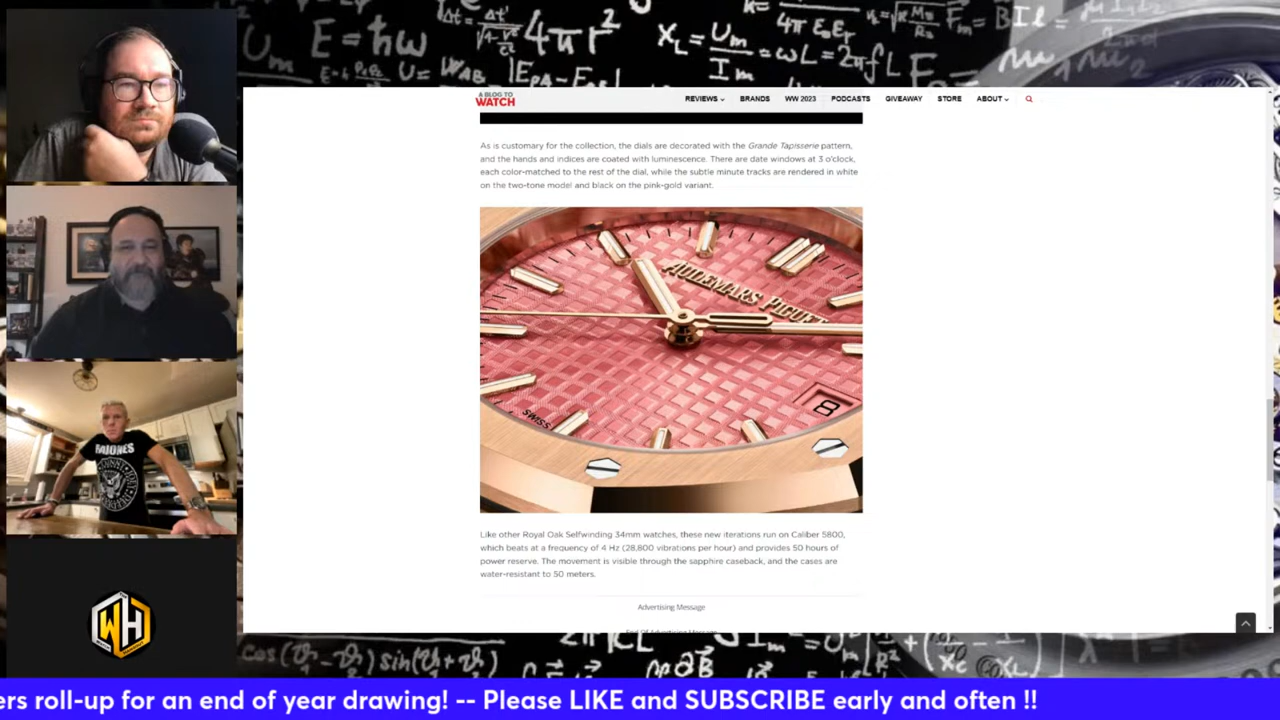 E=ħω
4πr²
A BLOG TO
WATCH
REVIEWS
BRANDS
WW 2023
PODCASTS
GIVEAWAY
STORE
ABOUT
As is customary for the collection, the dials are decorated with the Grande Tapisserie pattern,
and the hands and indices are coated with luminescence. There are date windows at 3 o'clock,
each color-matched to the rest of the dial, while the subtle minute tracks are rendered in white
on the two-tone model and black on the pink-gold variant.
AUDEMARS PIGUET
8
SWISS
RAMONES
Like other Royal Oak Selfwinding 34mm watches, these new iterations run on Caliber 5800,
which beats at a frequency of 4 Hz (28,800 vibrations per hour) and provides 50 hours of
power reserve. The movement is visible through the sapphire caseback, and the cases are
water-resistant to 50 meters.
Advertising Message
End Of Advertising Message
WH
ers roll-up for an end of year drawing! -- Please LIKE and SUBSCRIBE early and often !!